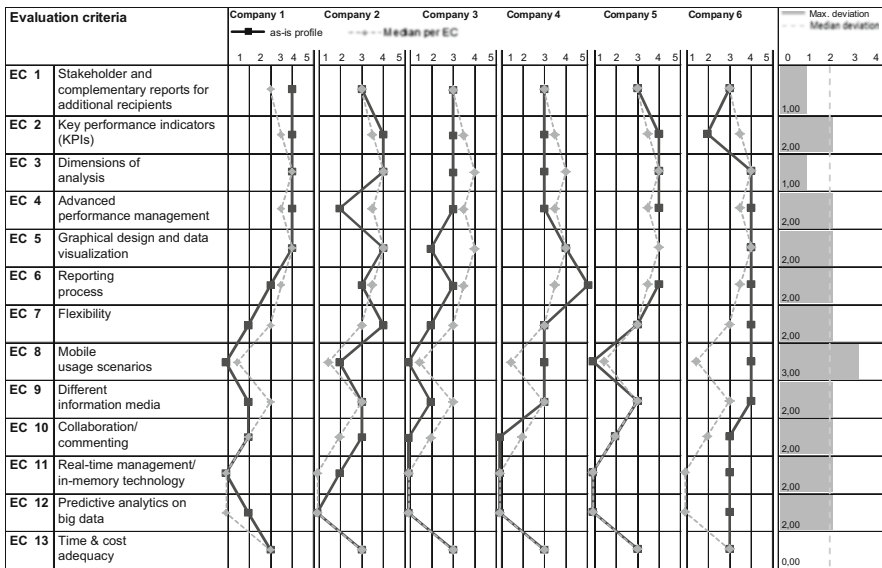 Evaluation criteria
Company 1 Company 2 Company 3 Company 4 Company 5 Company 6
as-is profile Median per EC
Max. deviation
Median deviation
1 2 3 4 5 1 2 3 4 5 1 2 3 4 5 1 2 3 4 5 1 2 3 4 5 1 2 3 4 5 0 1 2 3 4
EC 1 Stakeholder and
complementary reports for
additional recipients
1,00
EC 2 Key performance indicators
(KPIs)
2,00
EC 3 Dimensions of
analysis
1,00
EC 4 Advanced
performance management
2,00
EC 5 Graphical design and data
visualization
2,00
EC 6 Reporting
process
2,00
EC 7 Flexibility
2,00
EC 8 Mobile
usage scenarios
3,00
EC 9 Different
information media
2,00
EC 10 Collaboration/
commenting
2,00
EC 11 Real-time management/
in-memory technology
2,00
EC 12 Predictive analytics on
big data
2,00
EC 13 Time & cost
adequacy
0,00